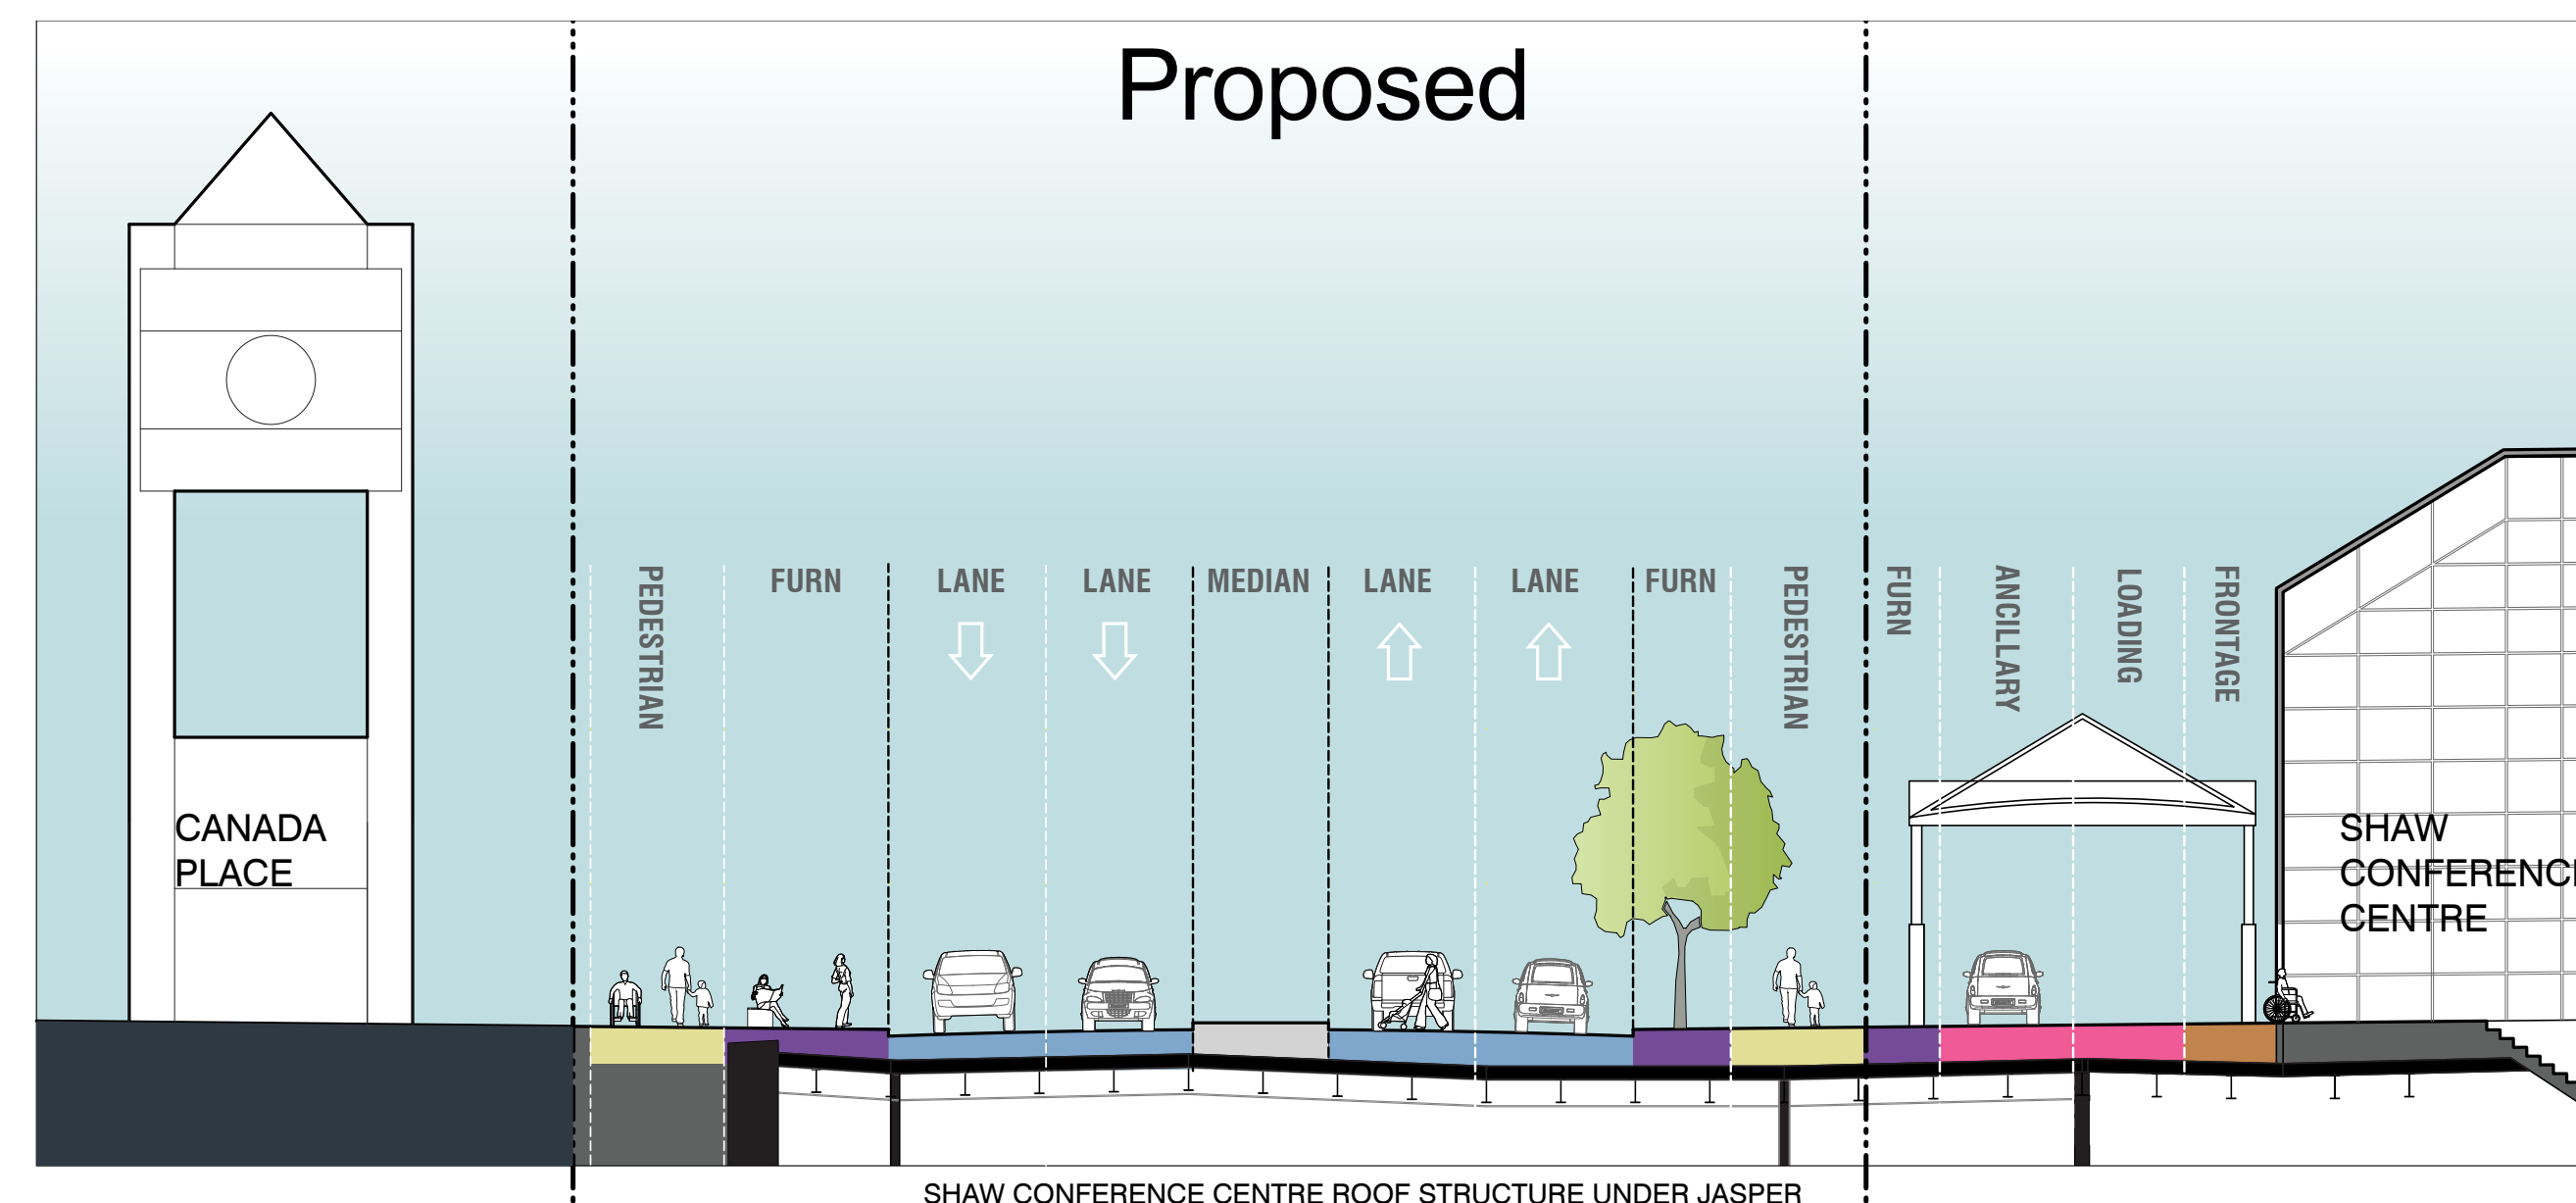 Proposed
PEDESTRIAN
FURN
LANE
LANE
MEDIAN
LANE
LANE
FURN
PEDESTRIAN
FURN
ANCILLARY
LOADING
FRONTAGE
CANADA
PLACE
SHAW
CONFERENC
CENTRE
SHAW CONFERENCE CENTRE ROOF STRUCTURE UNDER JASPER